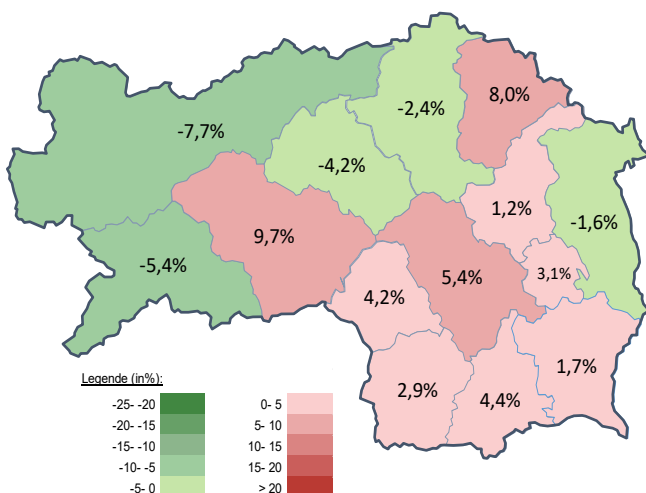 8,0%
-2,4%
-7,7%
-4,2%
1,2%
-1,6%
9,7%
5,4%
3,1%
-5,4%
4,2%
1,7%
2,9%
4,4%
Legende (in%):
-25- -20 0- 5
-20- -15 5- 10
-15- -10 10- 15
-10- -5 15- 20
-5- 0 > 20